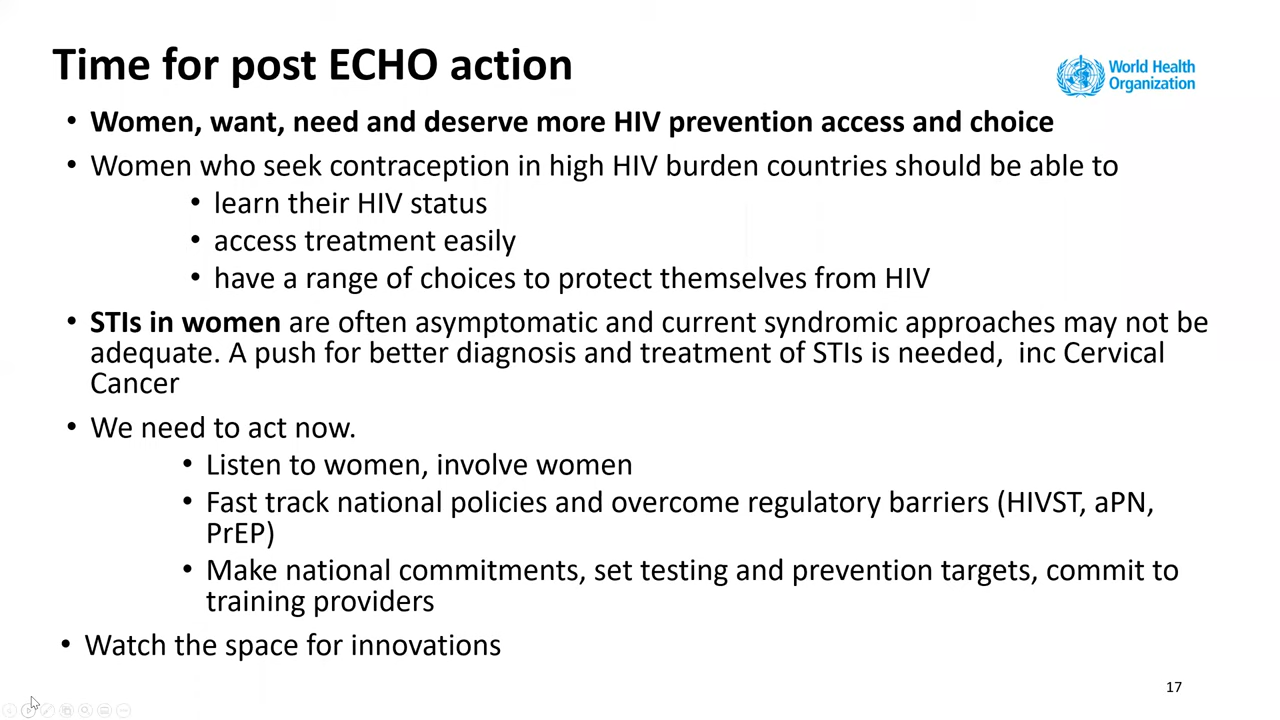 Time for post ECHO action
World Health
Organization
• Women, want, need and deserve more HIV prevention access and choice
• Women who seek contraception in high HIV burden countries should be able to
• learn their HIV status
• access treatment easily
• have a range of choices to protect themselves from HIV
• STIs in women are often asymptomatic and current syndromic approaches may not be
adequate. A push for better diagnosis and treatment of STIs is needed, inc Cervical
Cancer
• We need to act now.
• Listen to women, involve women
• Fast track national policies and overcome regulatory barriers (HIVST, aPN,
PrEP)
• Make national commitments, set testing and prevention targets, commit to
training providers
• Watch the space for innovations
17